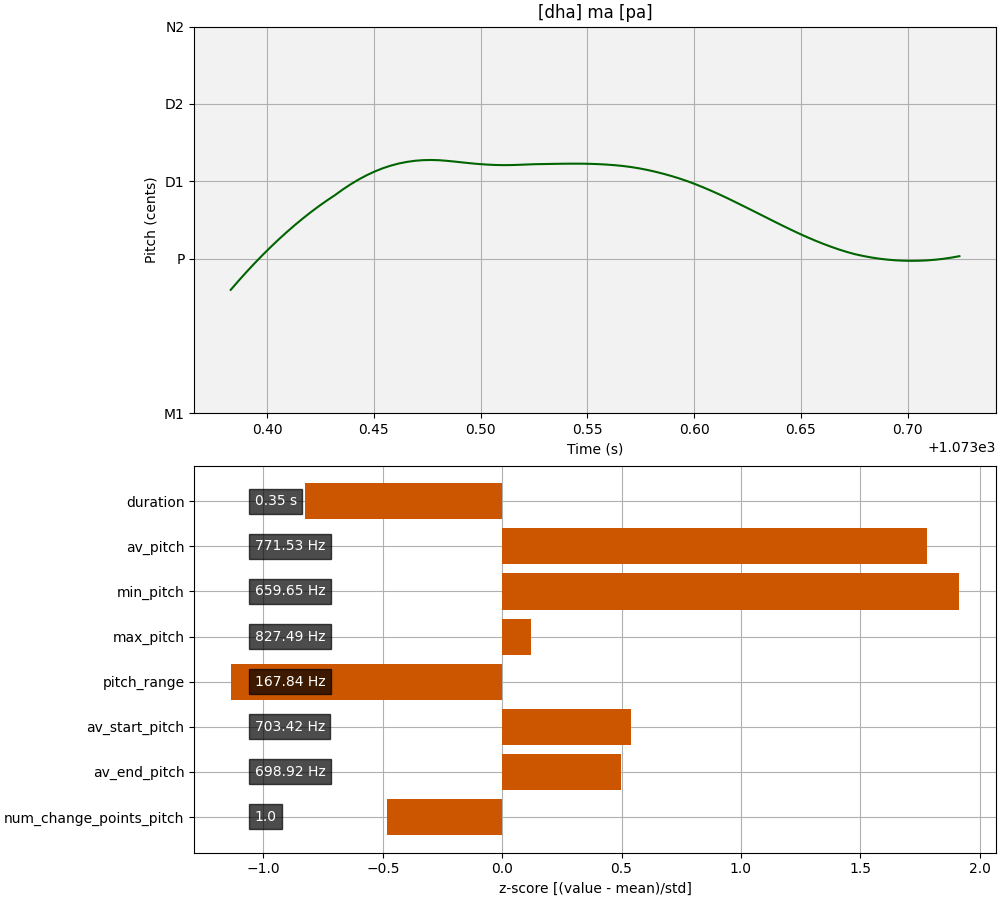 [dha] ma [pa]
N2
D2
D1
P
M1
Pitch (cents)
0.40 0.45 0.50 0.55 0.60 0.65 0.70
Time (s)
+1.073e3
duration 0.35 s
av_pitch 771.53 Hz
min_pitch 659.65 Hz
max_pitch 827.49 Hz
pitch_range 167.84 Hz
av_start_pitch 703.42 Hz
av_end_pitch 698.92 Hz
num_change_points_pitch 1.0
−1.0 −0.5 0.0 0.5 1.0 1.5 2.0
z-score [(value - mean)/std]